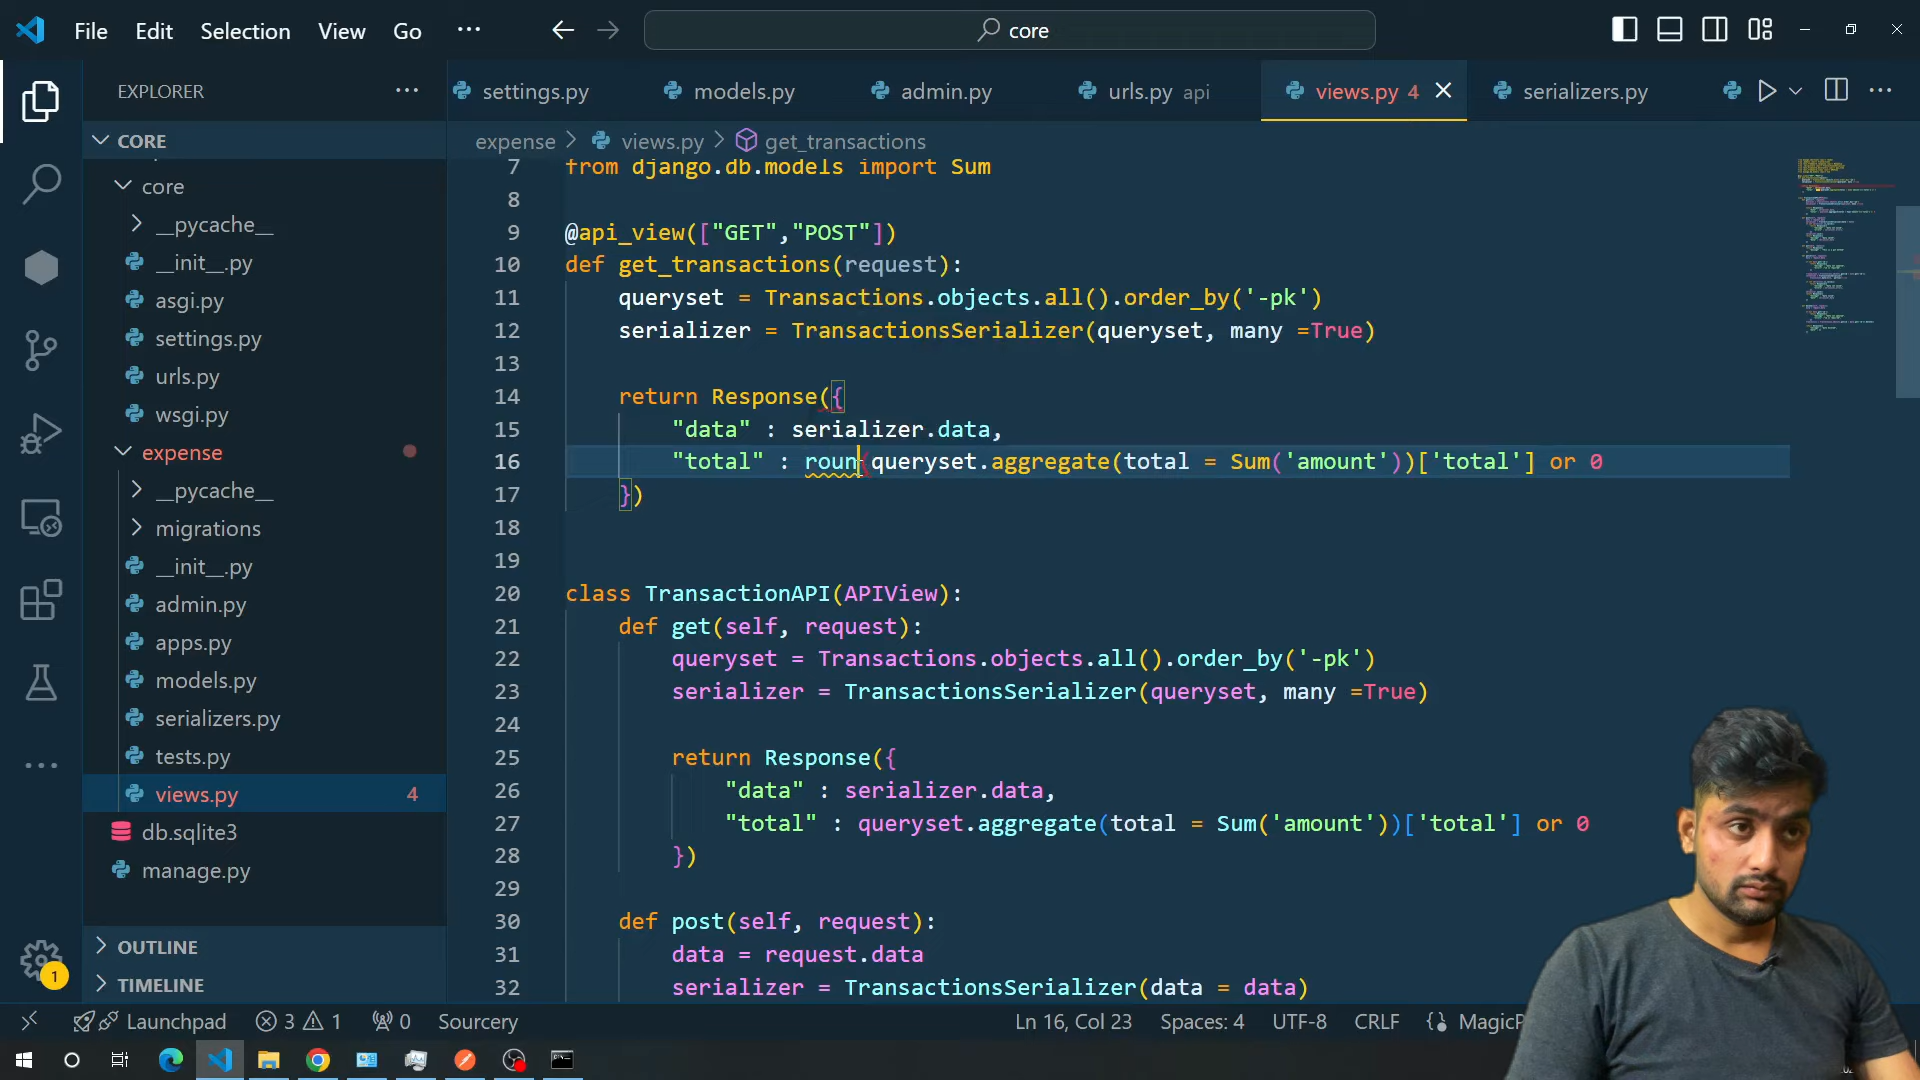 File Edit Selection View Go ··· core
EXPLORER ···
settings.py models.py admin.py urls.py api views.py 4 serializers.py
CORE
expense > views.py > get_transactions
core
__pycache__
__init__.py
asgi.py
settings.py
urls.py
wsgi.py
expense
__pycache__
migrations
__init__.py
admin.py
apps.py
models.py
serializers.py
tests.py
views.py 4
db.sqlite3
manage.py
OUTLINE
TIMELINE
7 from django.db.models import Sum
8
9 @api_view(["GET","POST"])
10 def get_transactions(request):
11 queryset = Transactions.objects.all().order_by('-pk')
12 serializer = TransactionsSerializer(queryset, many =True)
13
14 return Response({
15 "data" : serializer.data,
16 "total" : roun(queryset.aggregate(total = Sum('amount'))['total'] or 0
17 })
18
19
20 class TransactionAPI(APIView):
21 def get(self, request):
22 queryset = Transactions.objects.all().order_by('-pk')
23 serializer = TransactionsSerializer(queryset, many =True)
24
25 return Response({
26 "data" : serializer.data,
27 "total" : queryset.aggregate(total = Sum('amount'))['total'] or 0
28 })
29
30 def post(self, request):
31 data = request.data
32 serializer = TransactionsSerializer(data = data)
1
Launchpad 3 1 0 Sourcery Ln 16, Col 23 Spaces: 4 UTF-8 CRLF